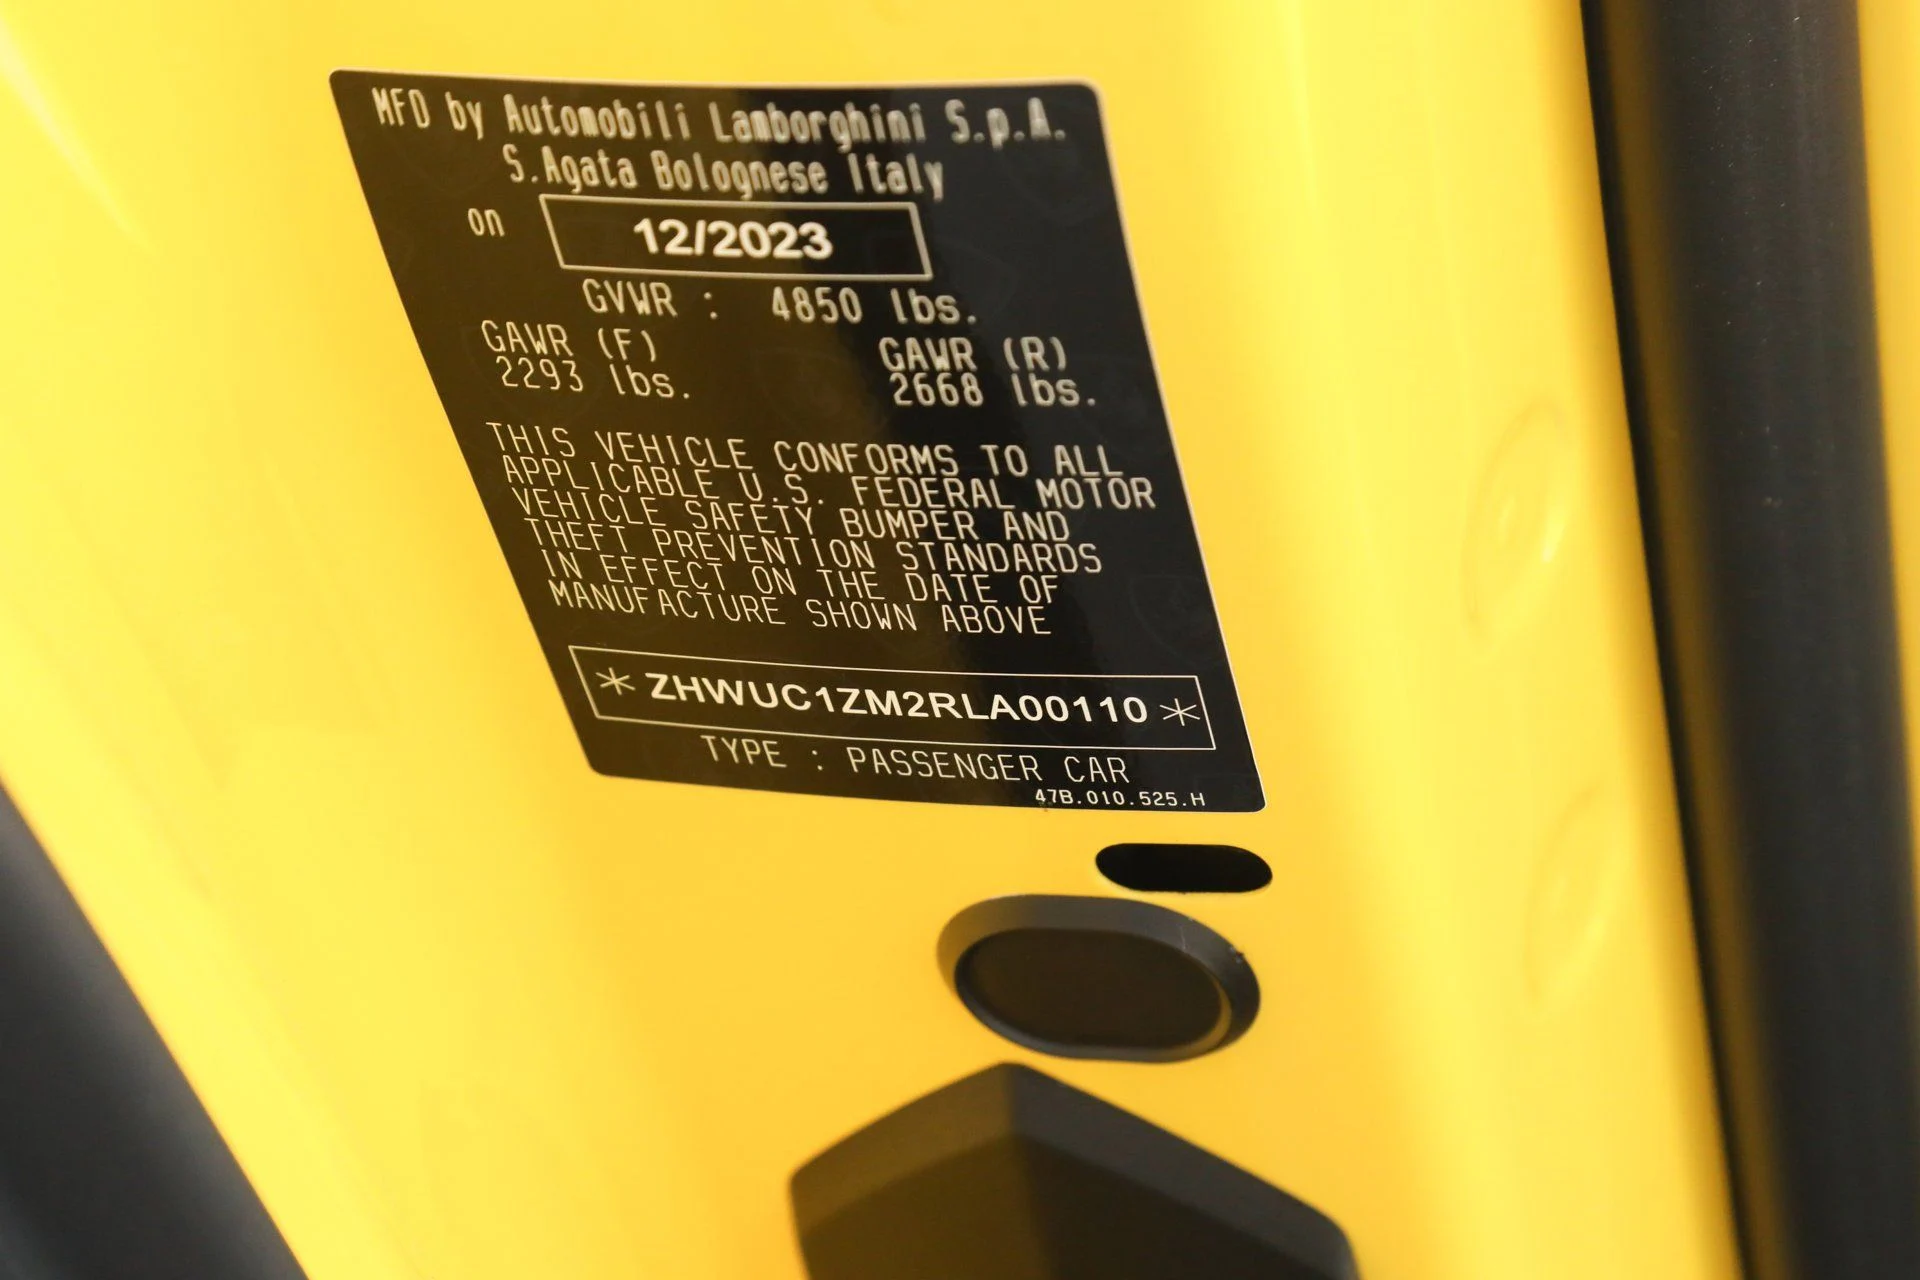 MFD by Automobili Lamborghini S.p.A.
S.Agata Bolognese Italy
on 12/2023
GVWR : 4850 lbs.
GAWR (F) GAWR (R)
2293 lbs. 2668 lbs.
THIS VEHICLE CONFORMS TO ALL
APPLICABLE U.S. FEDERAL MOTOR
VEHICLE SAFETY BUMPER AND
THEFT PREVENTION STANDARDS
IN EFFECT ON THE DATE OF
MANUFACTURE SHOWN ABOVE
* ZHWUC1ZM2RLA00110 *
TYPE : PASSENGER CAR
47B.010.525.H